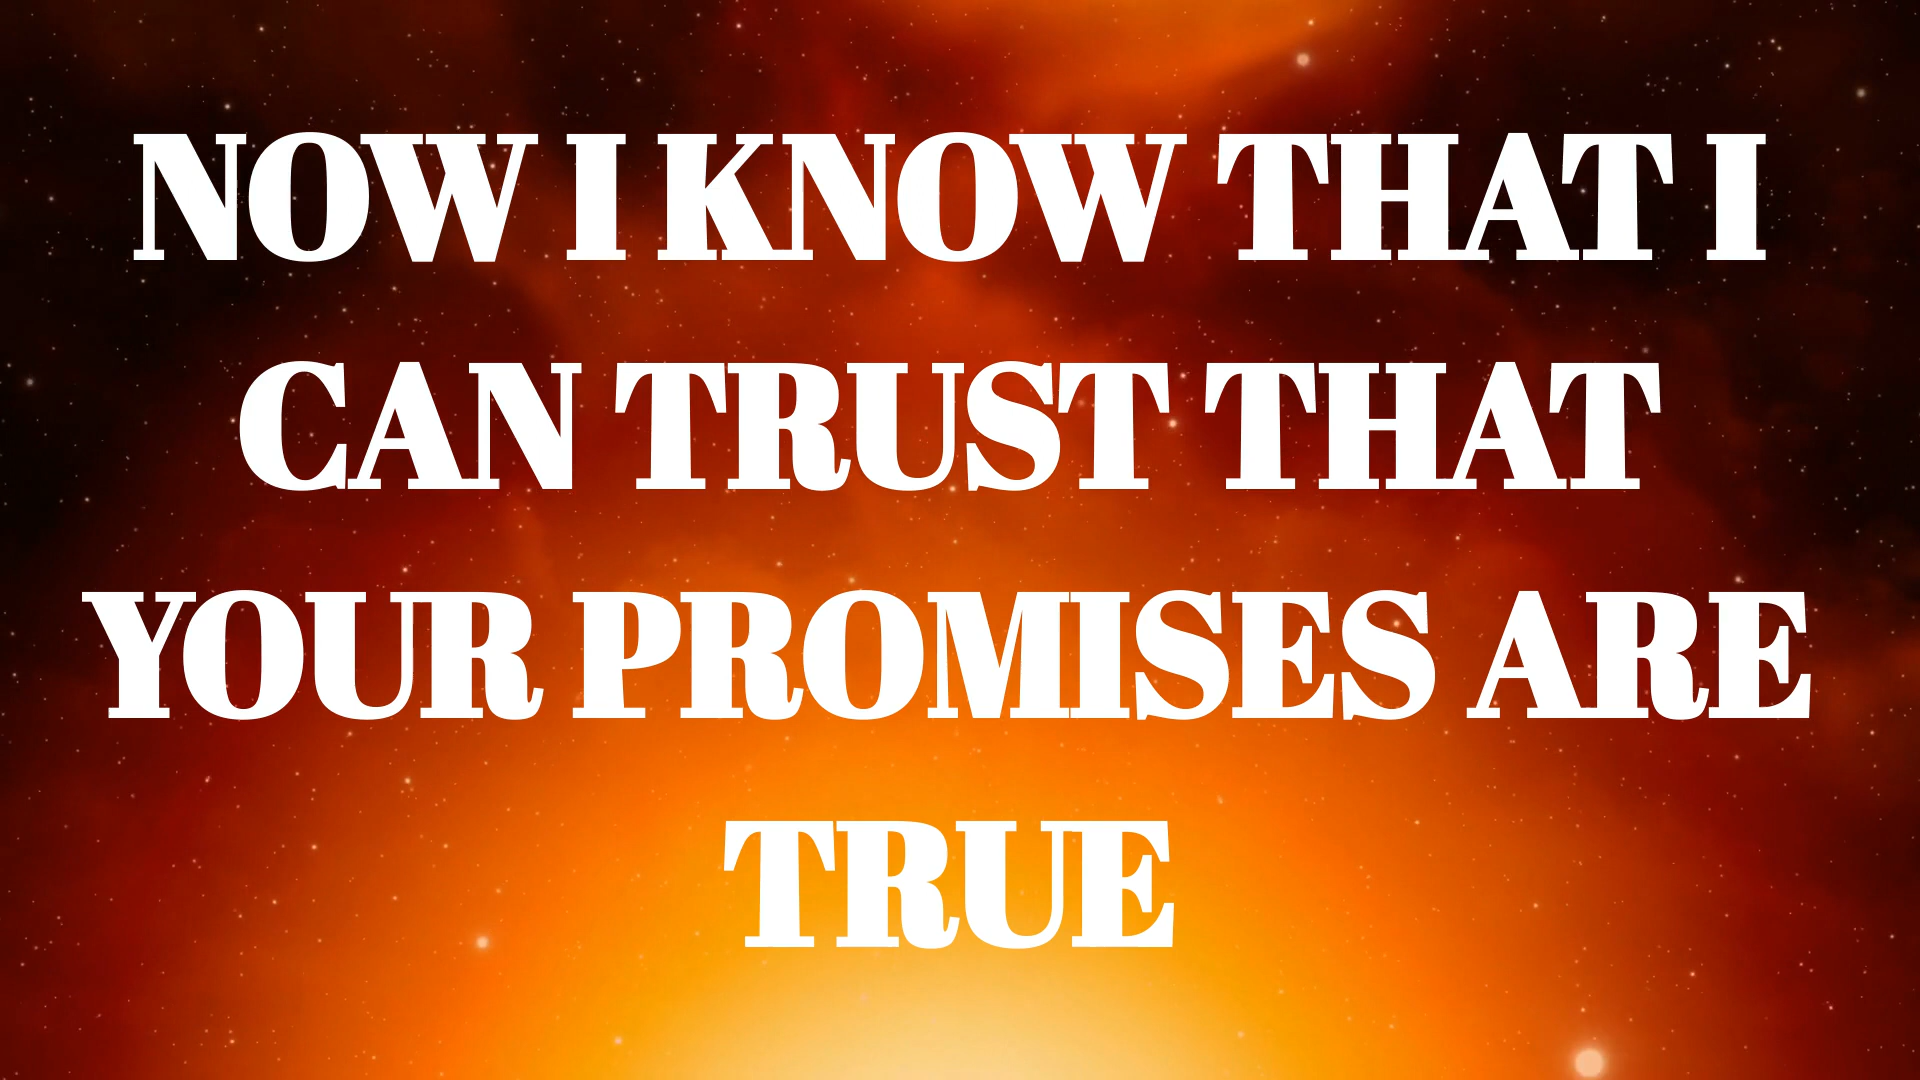 NOW I KNOW THAT I
CAN TRUST THAT
YOUR PROMISES ARE
TRUE